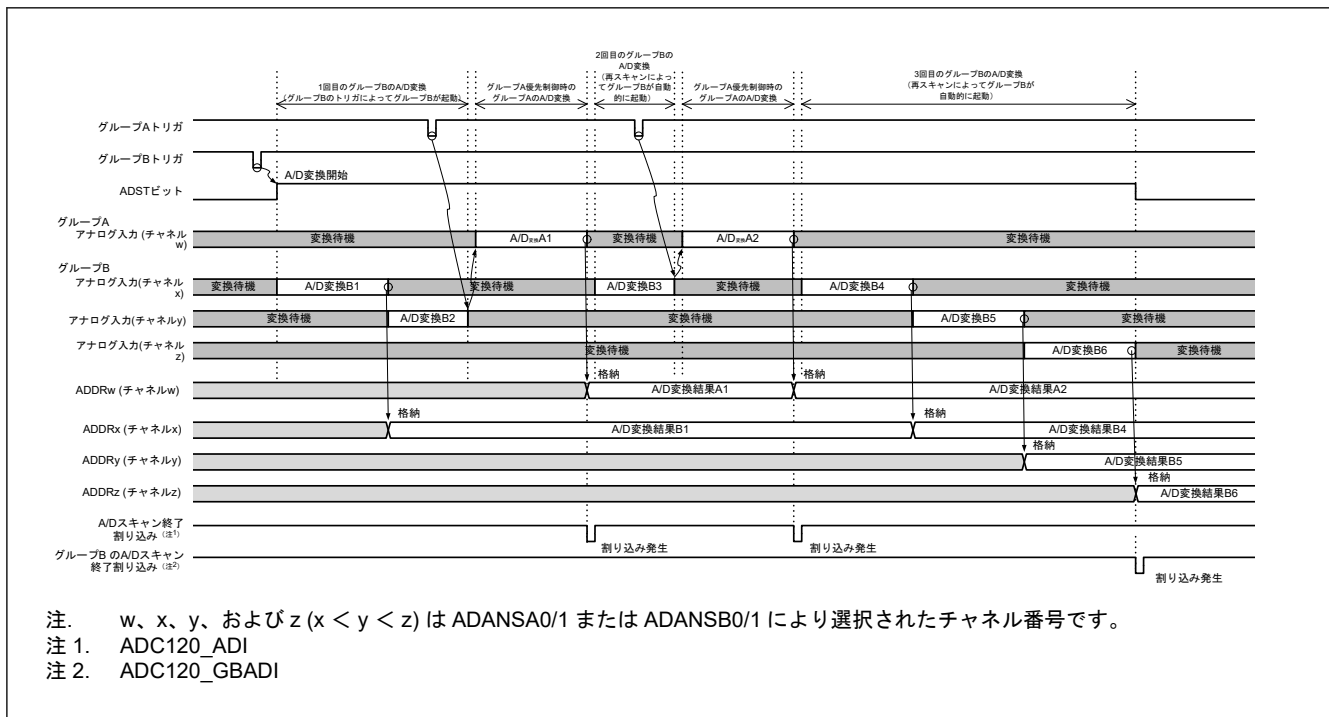 2回目のグループBの
A/D変換
(再スキャンによっ
てグループBが自動
的に起動)
1回目のグループBのA/D変換
(グループBのトリガによってグループBが起動)
グループA優先制御時の
グループAのA/D変換
グループA優先制御時の
グループAのA/D変換
3回目のグループBのA/D変換
(再スキャンによってグループBが
自動的に起動)
グループAトリガ
グループBトリガ
A/D変換開始
ADSTビット
グループA
アナログ入力 (チャネル
w)
変換待機
A/D変換A1
変換待機
A/D変換A2
変換待機
グループB
アナログ入力(チャネル
x)
変換待機
A/D変換B1
変換待機
A/D変換B3
変換待機
A/D変換B4
変換待機
アナログ入力(チャネルy)
変換待機
A/D変換B2
変換待機
A/D変換B5
変換待機
アナログ入力(チャネル
z)
変換待機
A/D変換B6
変換待機
ADDRw (チャネルw)
格納
A/D変換結果A1
格納
A/D変換結果A2
ADDRx (チャネルx)
格納
A/D変換結果B1
格納
A/D変換結果B4
ADDRy (チャネルy)
格納
A/D変換結果B5
ADDRz (チャネルz)
格納
A/D変換結果B6
A/Dスキャン終了
割り込み (注1)
割り込み発生
割り込み発生
グループB のA/Dスキャン
終了割り込み (注2)
割り込み発生
注. w、x、y、および z (x < y < z) は ADANSA0/1 または ADANSB0/1 により選択されたチャネル番号です。
注 1. ADC120_ADI
注 2. ADC120_GBADI